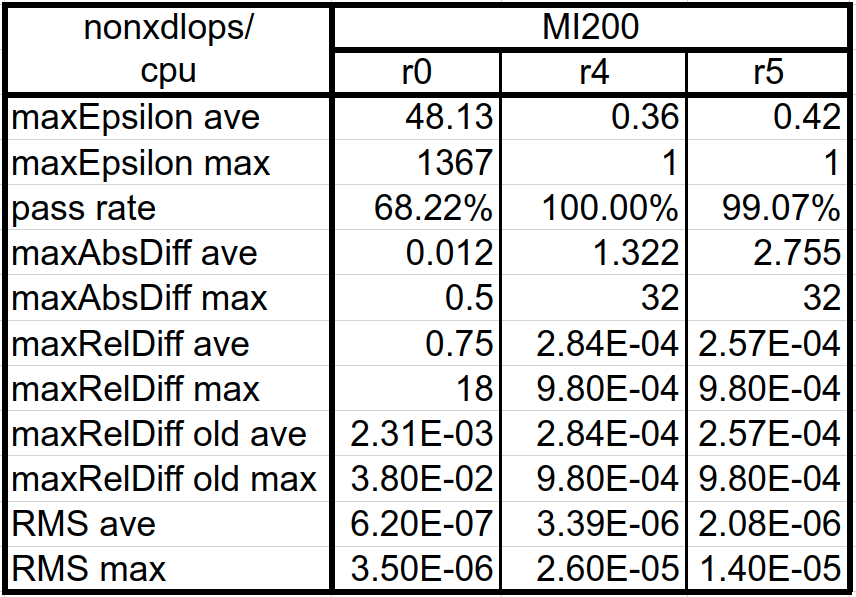 nonxdlops/ MI200
cpu r0 r4 r5
maxEpsilon ave 48.13 0.36 0.42
maxEpsilon max 1367 1 1
pass rate 68.22% 100.00% 99.07%
maxAbsDiff ave 0.012 1.322 2.755
maxAbsDiff max 0.5 32 32
maxRelDiff ave 0.75 2.84E-04 2.57E-04
maxRelDiff max 18 9.80E-04 9.80E-04
maxRelDiff old ave 2.31E-03 2.84E-04 2.57E-04
maxRelDiff old max 3.80E-02 9.80E-04 9.80E-04
RMS ave 6.20E-07 3.39E-06 2.08E-06
RMS max 3.50E-06 2.60E-05 1.40E-05